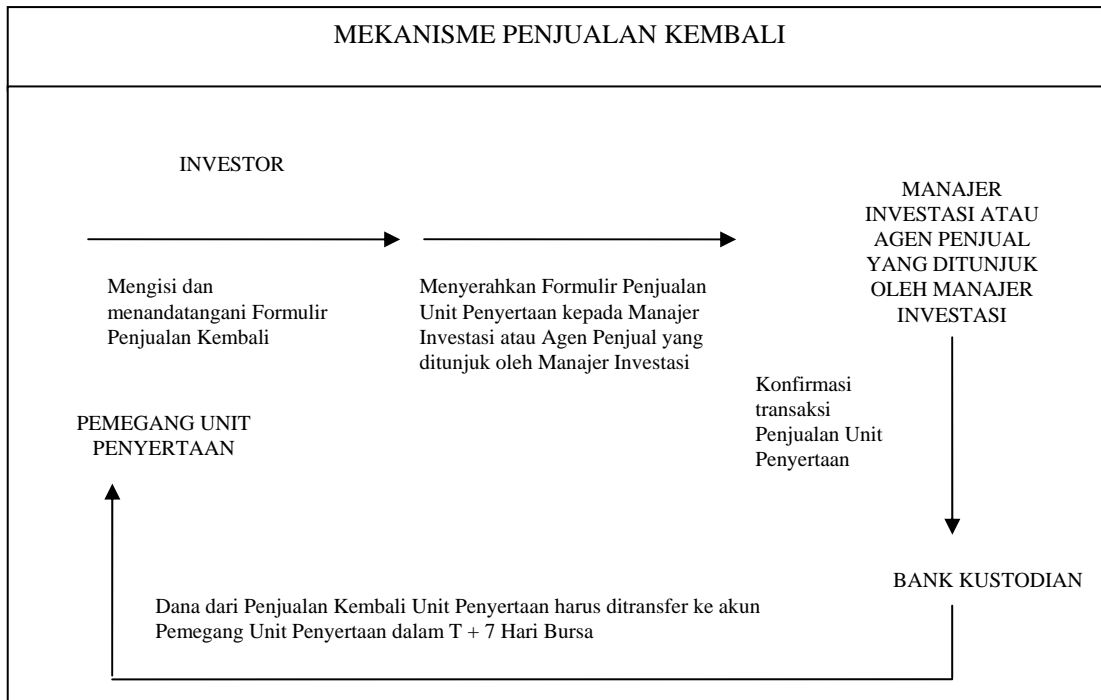 MEKANISME PENJUALAN KEMBALI
INVESTOR
MANAJER
INVESTASI ATAU
AGEN PENJUAL
YANG DITUNJUK
OLEH MANAJER
INVESTASI
Mengisi dan
menandatangani Formulir
Penjualan Kembali
Menyerahkan Formulir Penjualan
Unit Penyertaan kepada Manajer
Investasi atau Agen Penjual yang
ditunjuk oleh Manajer Investasi
Konfirmasi
transaksi
Penjualan Unit
Penyertaan
PEMEGANG UNIT
PENYERTAAN
BANK KUSTODIAN
Dana dari Penjualan Kembali Unit Penyertaan harus ditransfer ke akun
Pemegang Unit Penyertaan dalam T + 7 Hari Bursa